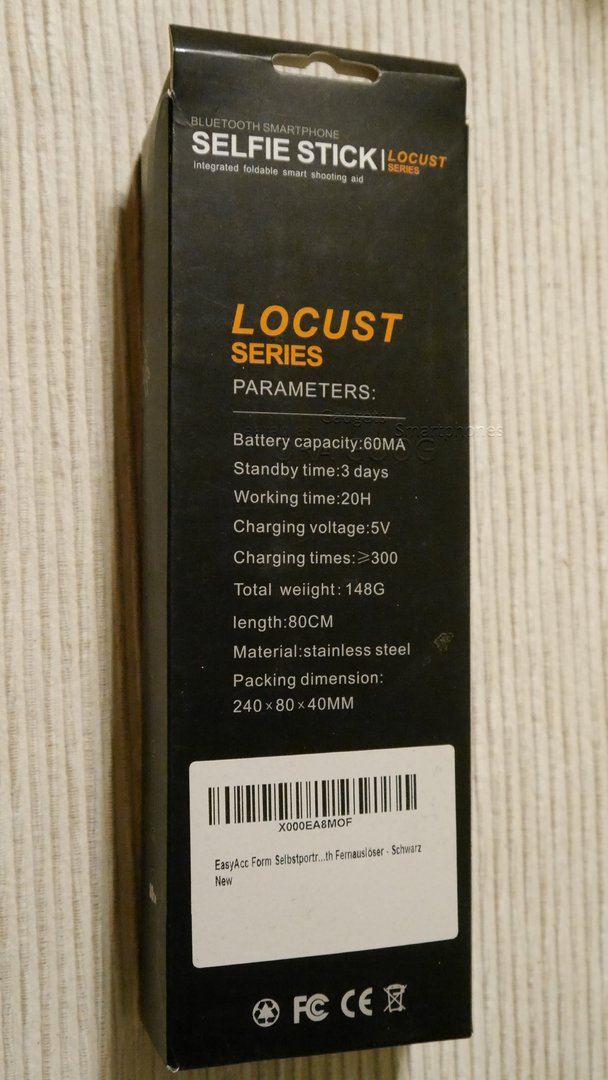 BLUETOOTH SMARTPHONE
SELFIE STICK LOCUST
SERIES
Integrated foldable smart shooting aid
LOCUST
SERIES
PARAMETERS:
Gadgets Smartphones
Battery capacity:60MA
Standby time:3 days
Working time:20H
Charging voltage:5V
Charging times:≥300
Total weiight:148G
length:80CM
Material:stainless steel
Packing dimension:
240×80×40MM
X000EA8MOF
EasyAcc Form Selbstportr...th Fernauslöser - Schwarz
New
FC CE